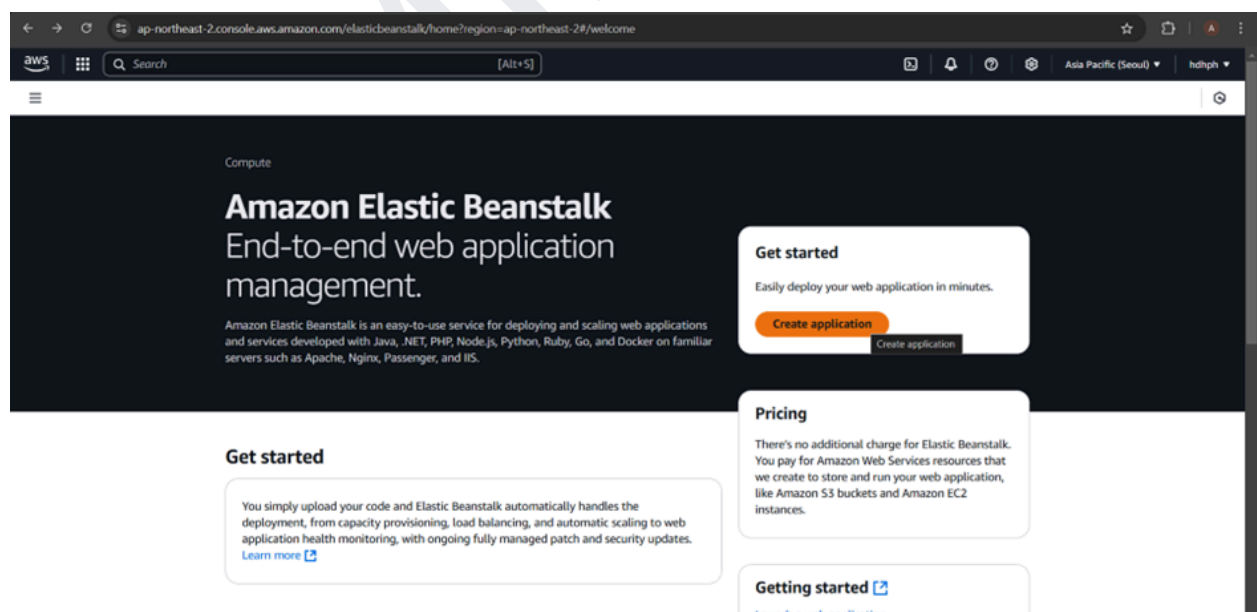 ap-northeast-2.console.aws.amazon.com/elasticbeanstalk/home?region=ap-northeast-2#/welcome
A
aws
Search
[Alt+S]
Asia Pacific (Seoul)
hdhph
Compute
Amazon Elastic Beanstalk
End-to-end web application
management.
Amazon Elastic Beanstalk is an easy-to-use service for deploying and scaling web applications
and services developed with Java, .NET, PHP, Node.js, Python, Ruby, Go, and Docker on familiar
servers such as Apache, Nginx, Passenger, and IIS.
Get started
Easily deploy your web application in minutes.
Create application
Create application
Pricing
There's no additional charge for Elastic Beanstalk.
You pay for Amazon Web Services resources that
we create to store and run your web application,
like Amazon S3 buckets and Amazon EC2
instances.
Get started
You simply upload your code and Elastic Beanstalk automatically handles the
deployment, from capacity provisioning, load balancing, and automatic scaling to web
application health monitoring, with ongoing fully managed patch and security updates.
Learn more
Getting started